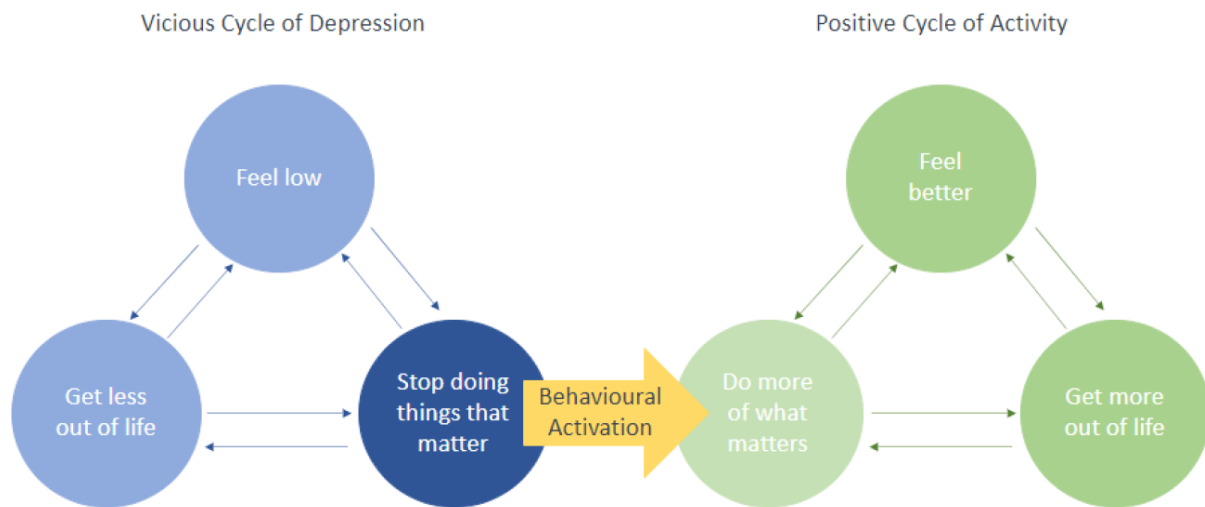 Vicious Cycle of Depression
Positive Cycle of Activity
Feel low
Feel
better
Get less
out of life
Stop doing
things that
matter
Behavioural
Activation
Do more
of what
matters
Get more
out of life